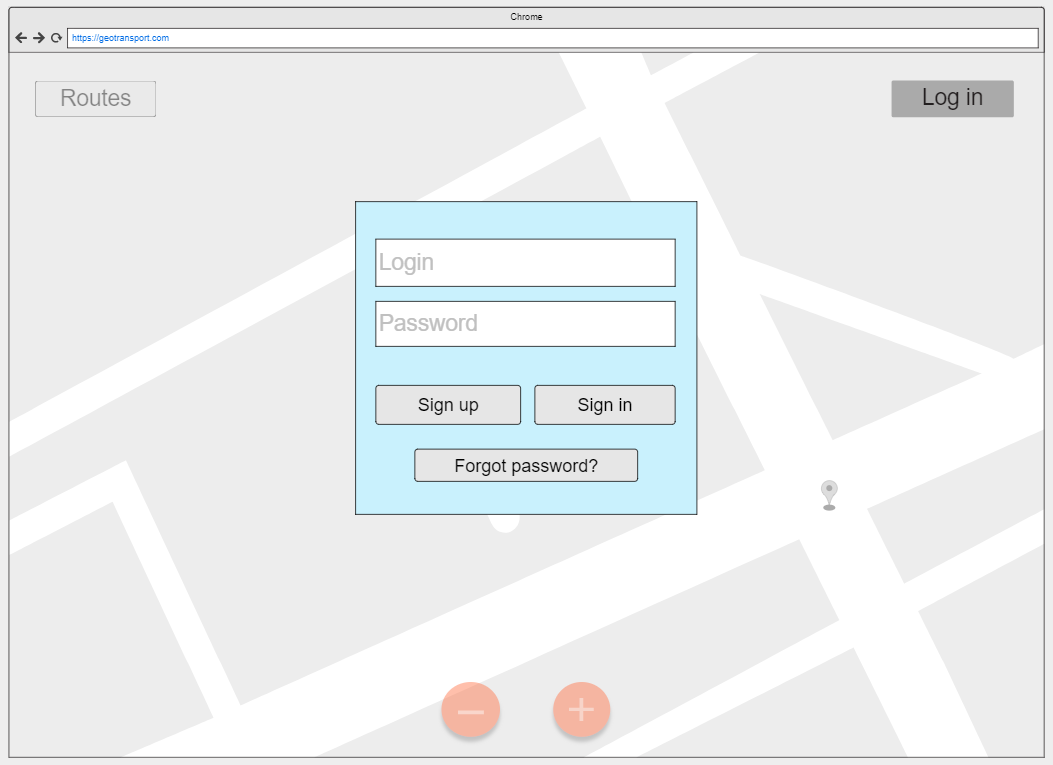 Chrome
https://geotransport.com
Routes
Log in
Login
Password
Sign up
Sign in
Forgot password?